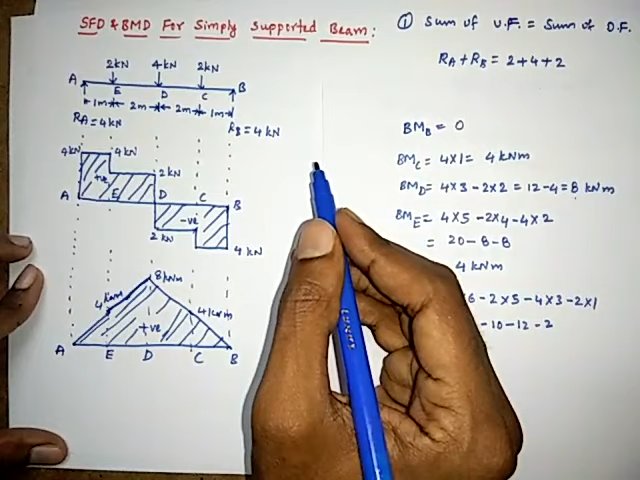 SFD & BMD For Simply Supported Beam:
① Sum of U.F. = Sum of D.F.
RA + RB = 2+4+2
2kN 4kN 2kN
A E D C B
1m 2m 2m 1m
RA = 4kN RB = 4kN
4kN 4kN
+ve 2kN
A E D C B
-ve
2kN
4kN
8kNm
4kNm 4kNm
+ve
A E D C B
BMB = 0
BMC = 4×1 = 4kNm
BMD = 4×3 - 2×2 = 12-4 = 8 kNm
BME = 4×5 - 2×4 - 4×2
= 20-8-8
4 kNm
6 - 2×5 - 4×3 - 2×1
- 10 - 12 - 2